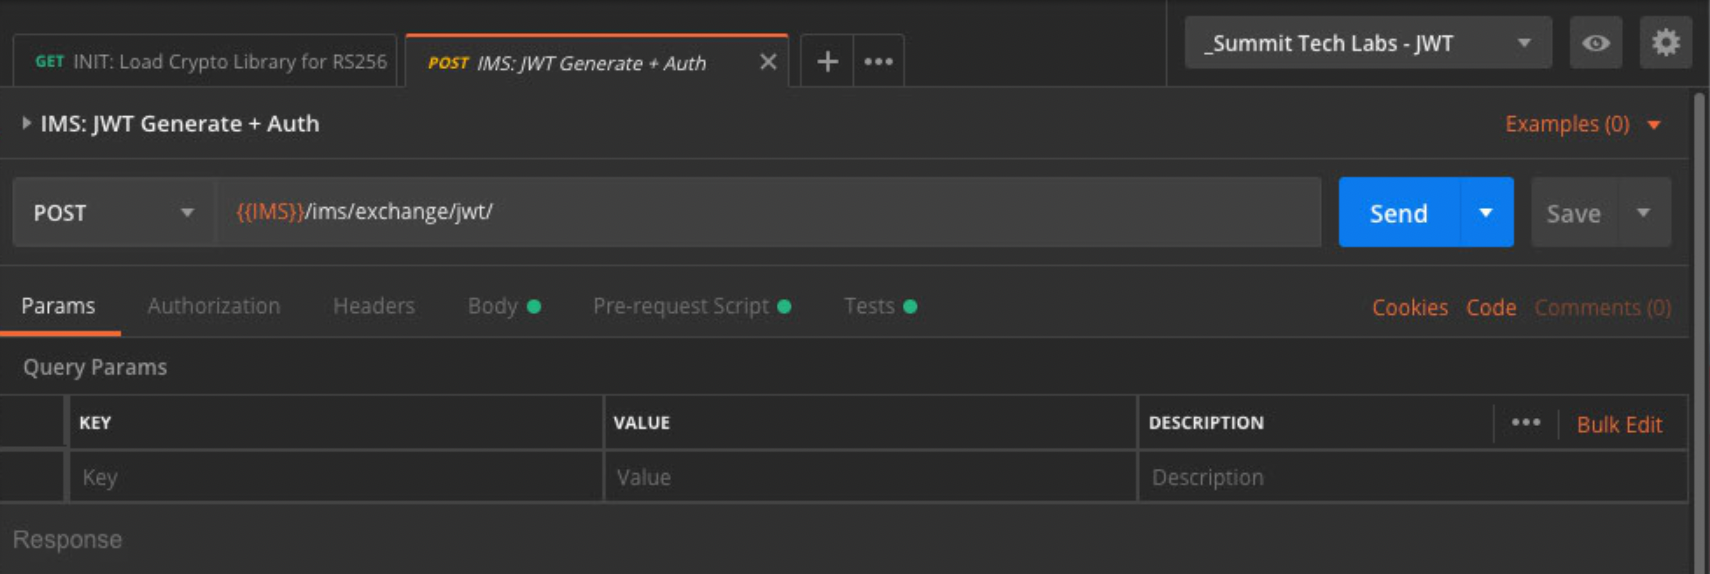 GET INIT: Load Crypto Library for RS256
POST IMS: JWT Generate + Auth
_Summit Tech Labs - JWT
IMS: JWT Generate + Auth
Examples (0)
POST
{{IMS}}/ims/exchange/jwt/
Send
Save
Params
Authorization
Headers
Body
Pre-request Script
Tests
Cookies
Code
Comments (0)
Query Params
KEY
VALUE
DESCRIPTION
Bulk Edit
Key
Value
Description
Response